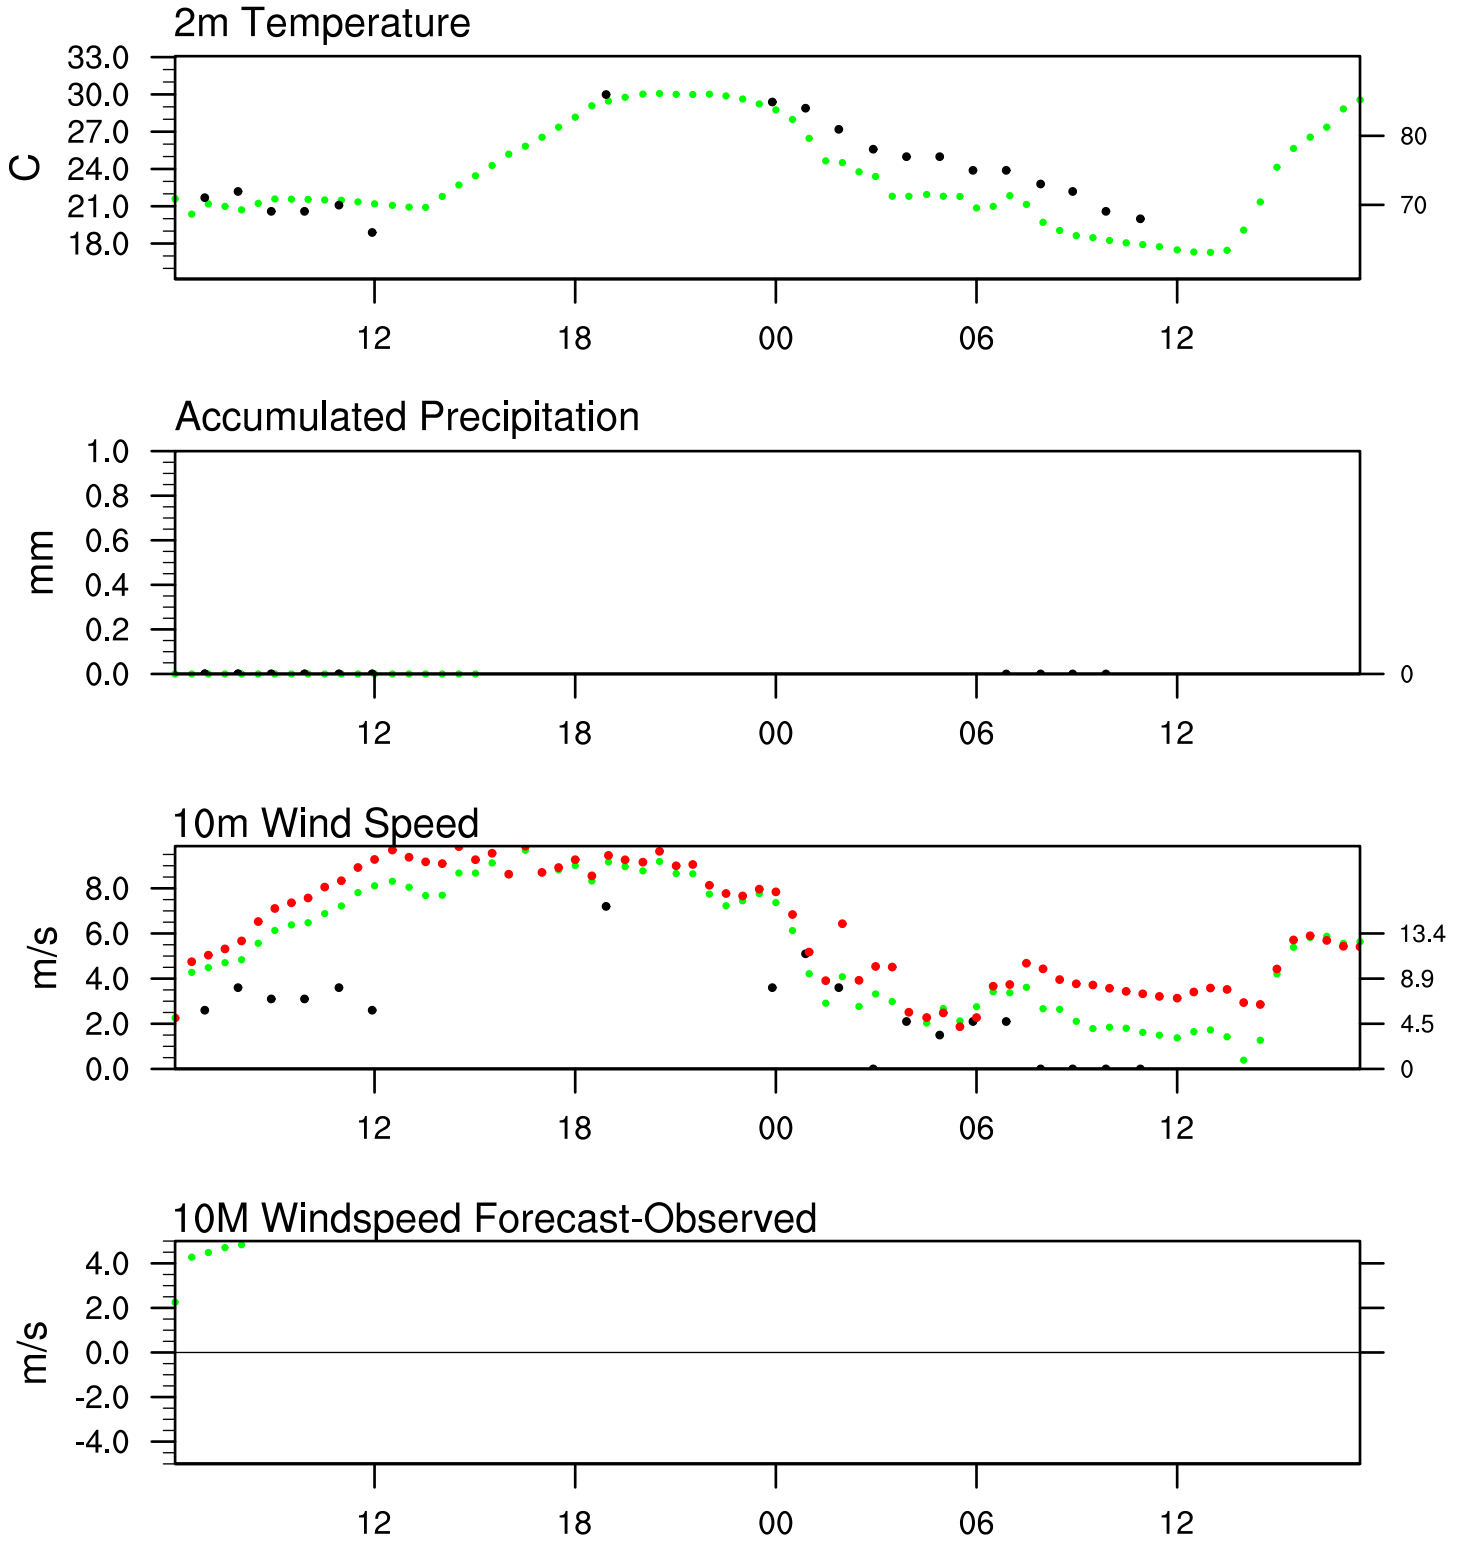 2m Temperature
33.0
30.0
27.0
24.0
21.0
18.0
C
80
70
12 18 00 06 12
Accumulated Precipitation
1.0
0.8
0.6
0.4
0.2
0.0
mm
0
12 18 00 06 12
10m Wind Speed
8.0
6.0
4.0
2.0
0.0
m/s
13.4
8.9
4.5
0
12 18 00 06 12
10M Windspeed Forecast-Observed
4.0
2.0
0.0
-2.0
-4.0
m/s
12 18 00 06 12